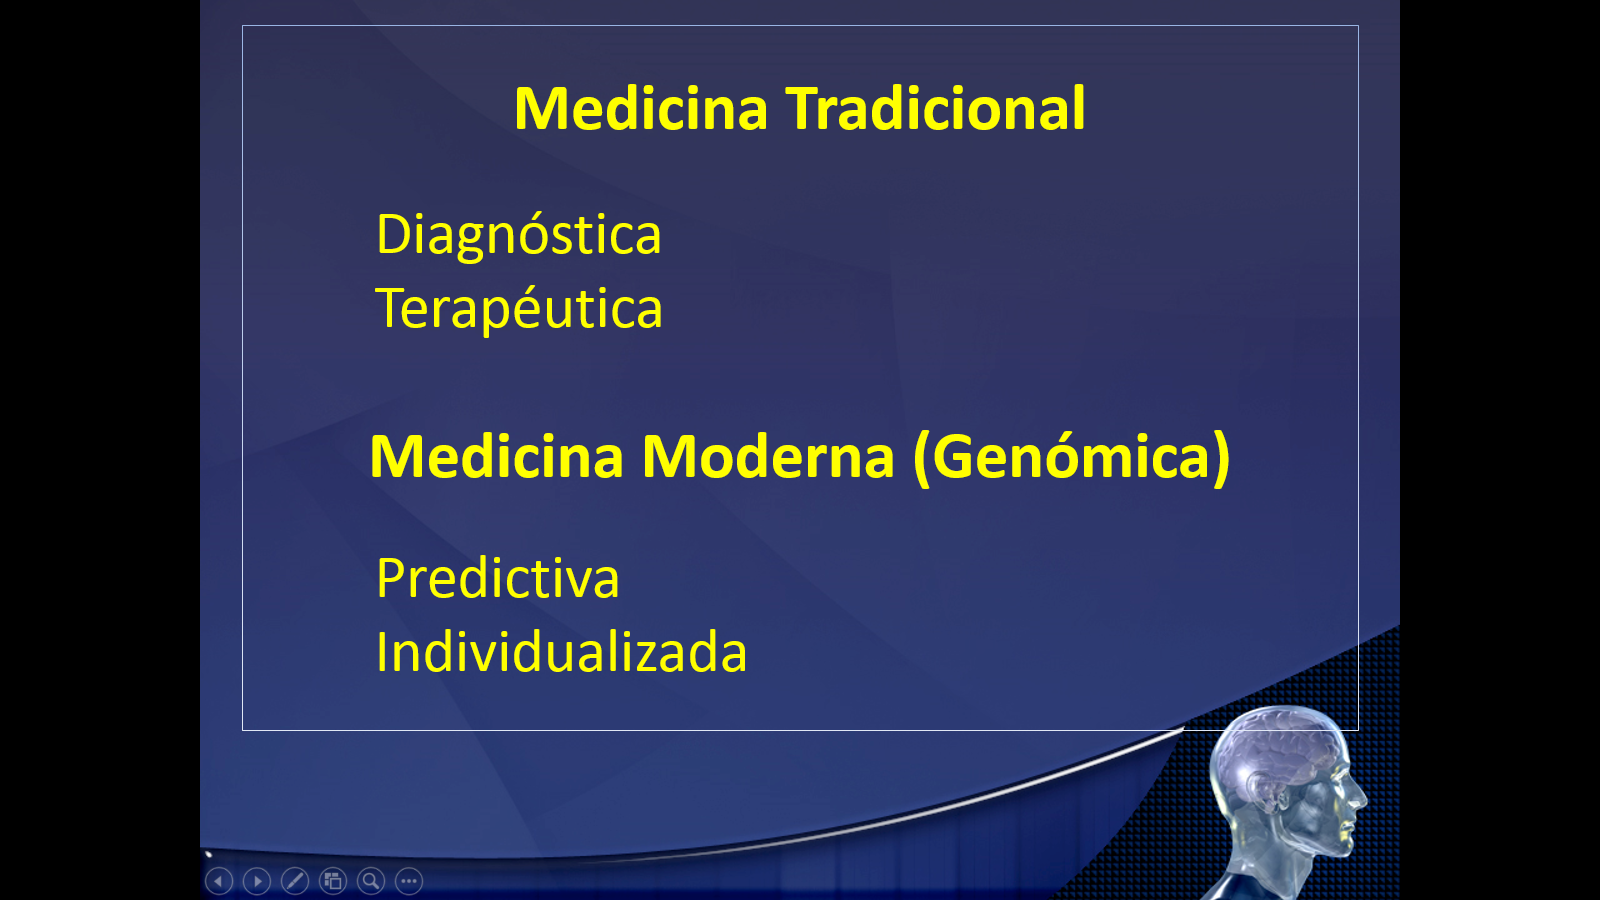 Medicina Tradicional
Diagnóstica
Terapéutica
Medicina Moderna (Genómica)
Predictiva
Individualizada